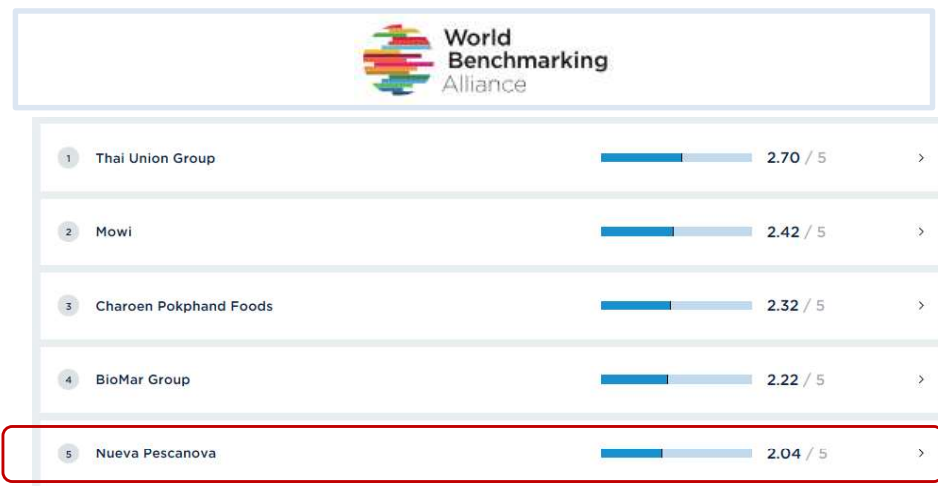 World
Benchmarking
Alliance
1 Thai Union Group 2.70 / 5
2 Mowi 2.42 / 5
3 Charoen Pokphand Foods 2.32 / 5
4 BioMar Group 2.22 / 5
5 Nueva Pescanova 2.04 / 5